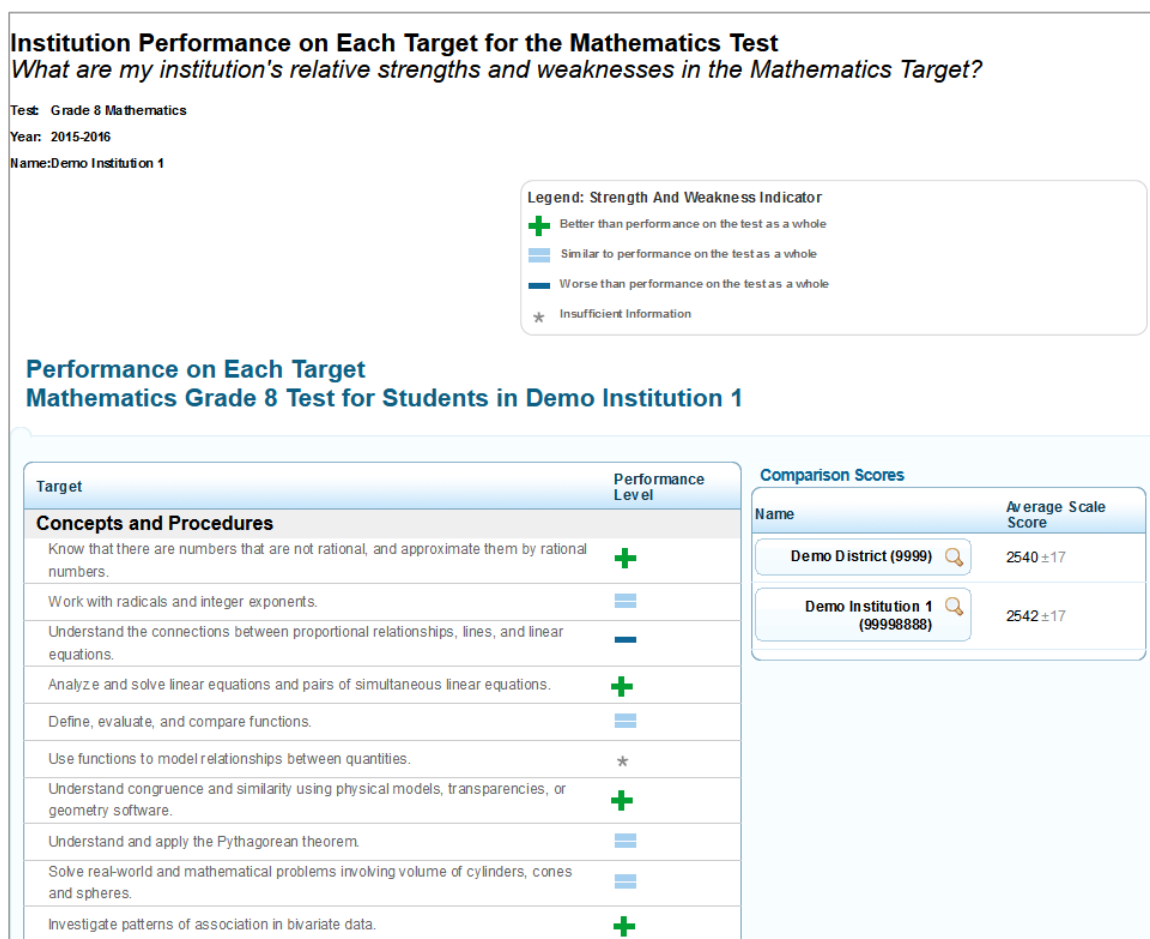 Institution Performance on Each Target for the Mathematics Test
What are my institution's relative strengths and weaknesses in the Mathematics Target?
Test: Grade 8 Mathematics
Year: 2015-2016
Name:Demo Institution 1
Legend: Strength And Weakness Indicator
Better than performance on the test as a whole
Similar to performance on the test as a whole
Worse than performance on the test as a whole
* Insufficient Information
Performance on Each Target
Mathematics Grade 8 Test for Students in Demo Institution 1
Target
Performance
Level
Concepts and Procedures
Know that there are numbers that are not rational, and approximate them by rational
numbers.
Work with radicals and integer exponents.
Understand the connections between proportional relationships, lines, and linear
equations.
Analyze and solve linear equations and pairs of simultaneous linear equations.
Define, evaluate, and compare functions.
Use functions to model relationships between quantities. *
Understand congruence and similarity using physical models, transparencies, or
geometry software.
Understand and apply the Pythagorean theorem.
Solve real-world and mathematical problems involving volume of cylinders, cones
and spheres.
Investigate patterns of association in bivariate data.
Comparison Scores
Name
Average Scale
Score
Demo District (9999) 2540 ±17
Demo Institution 1
(99998888)
2542 ±17